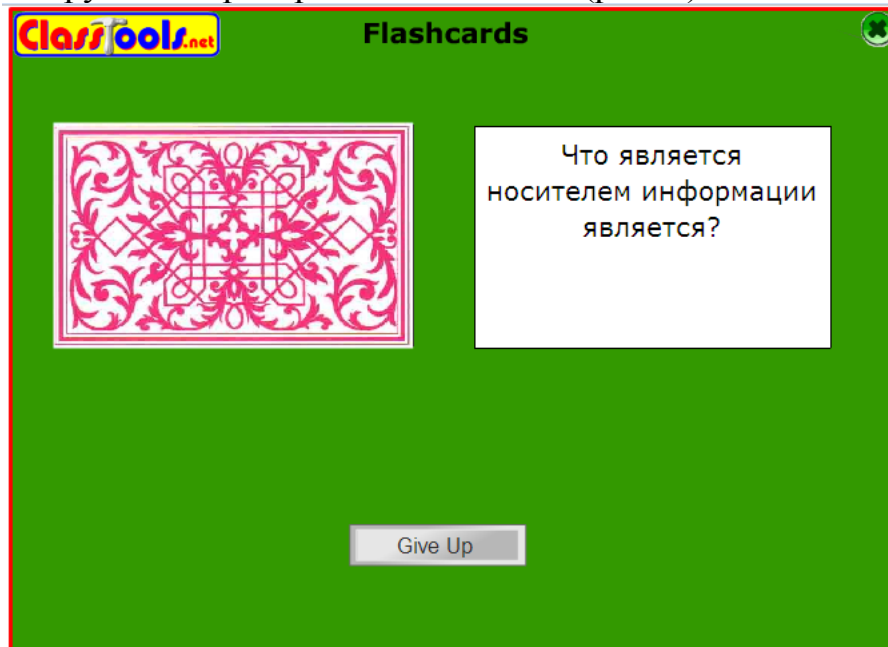 ClassTools.net
Flashcards
Что является
носителем информации
является?
Give Up